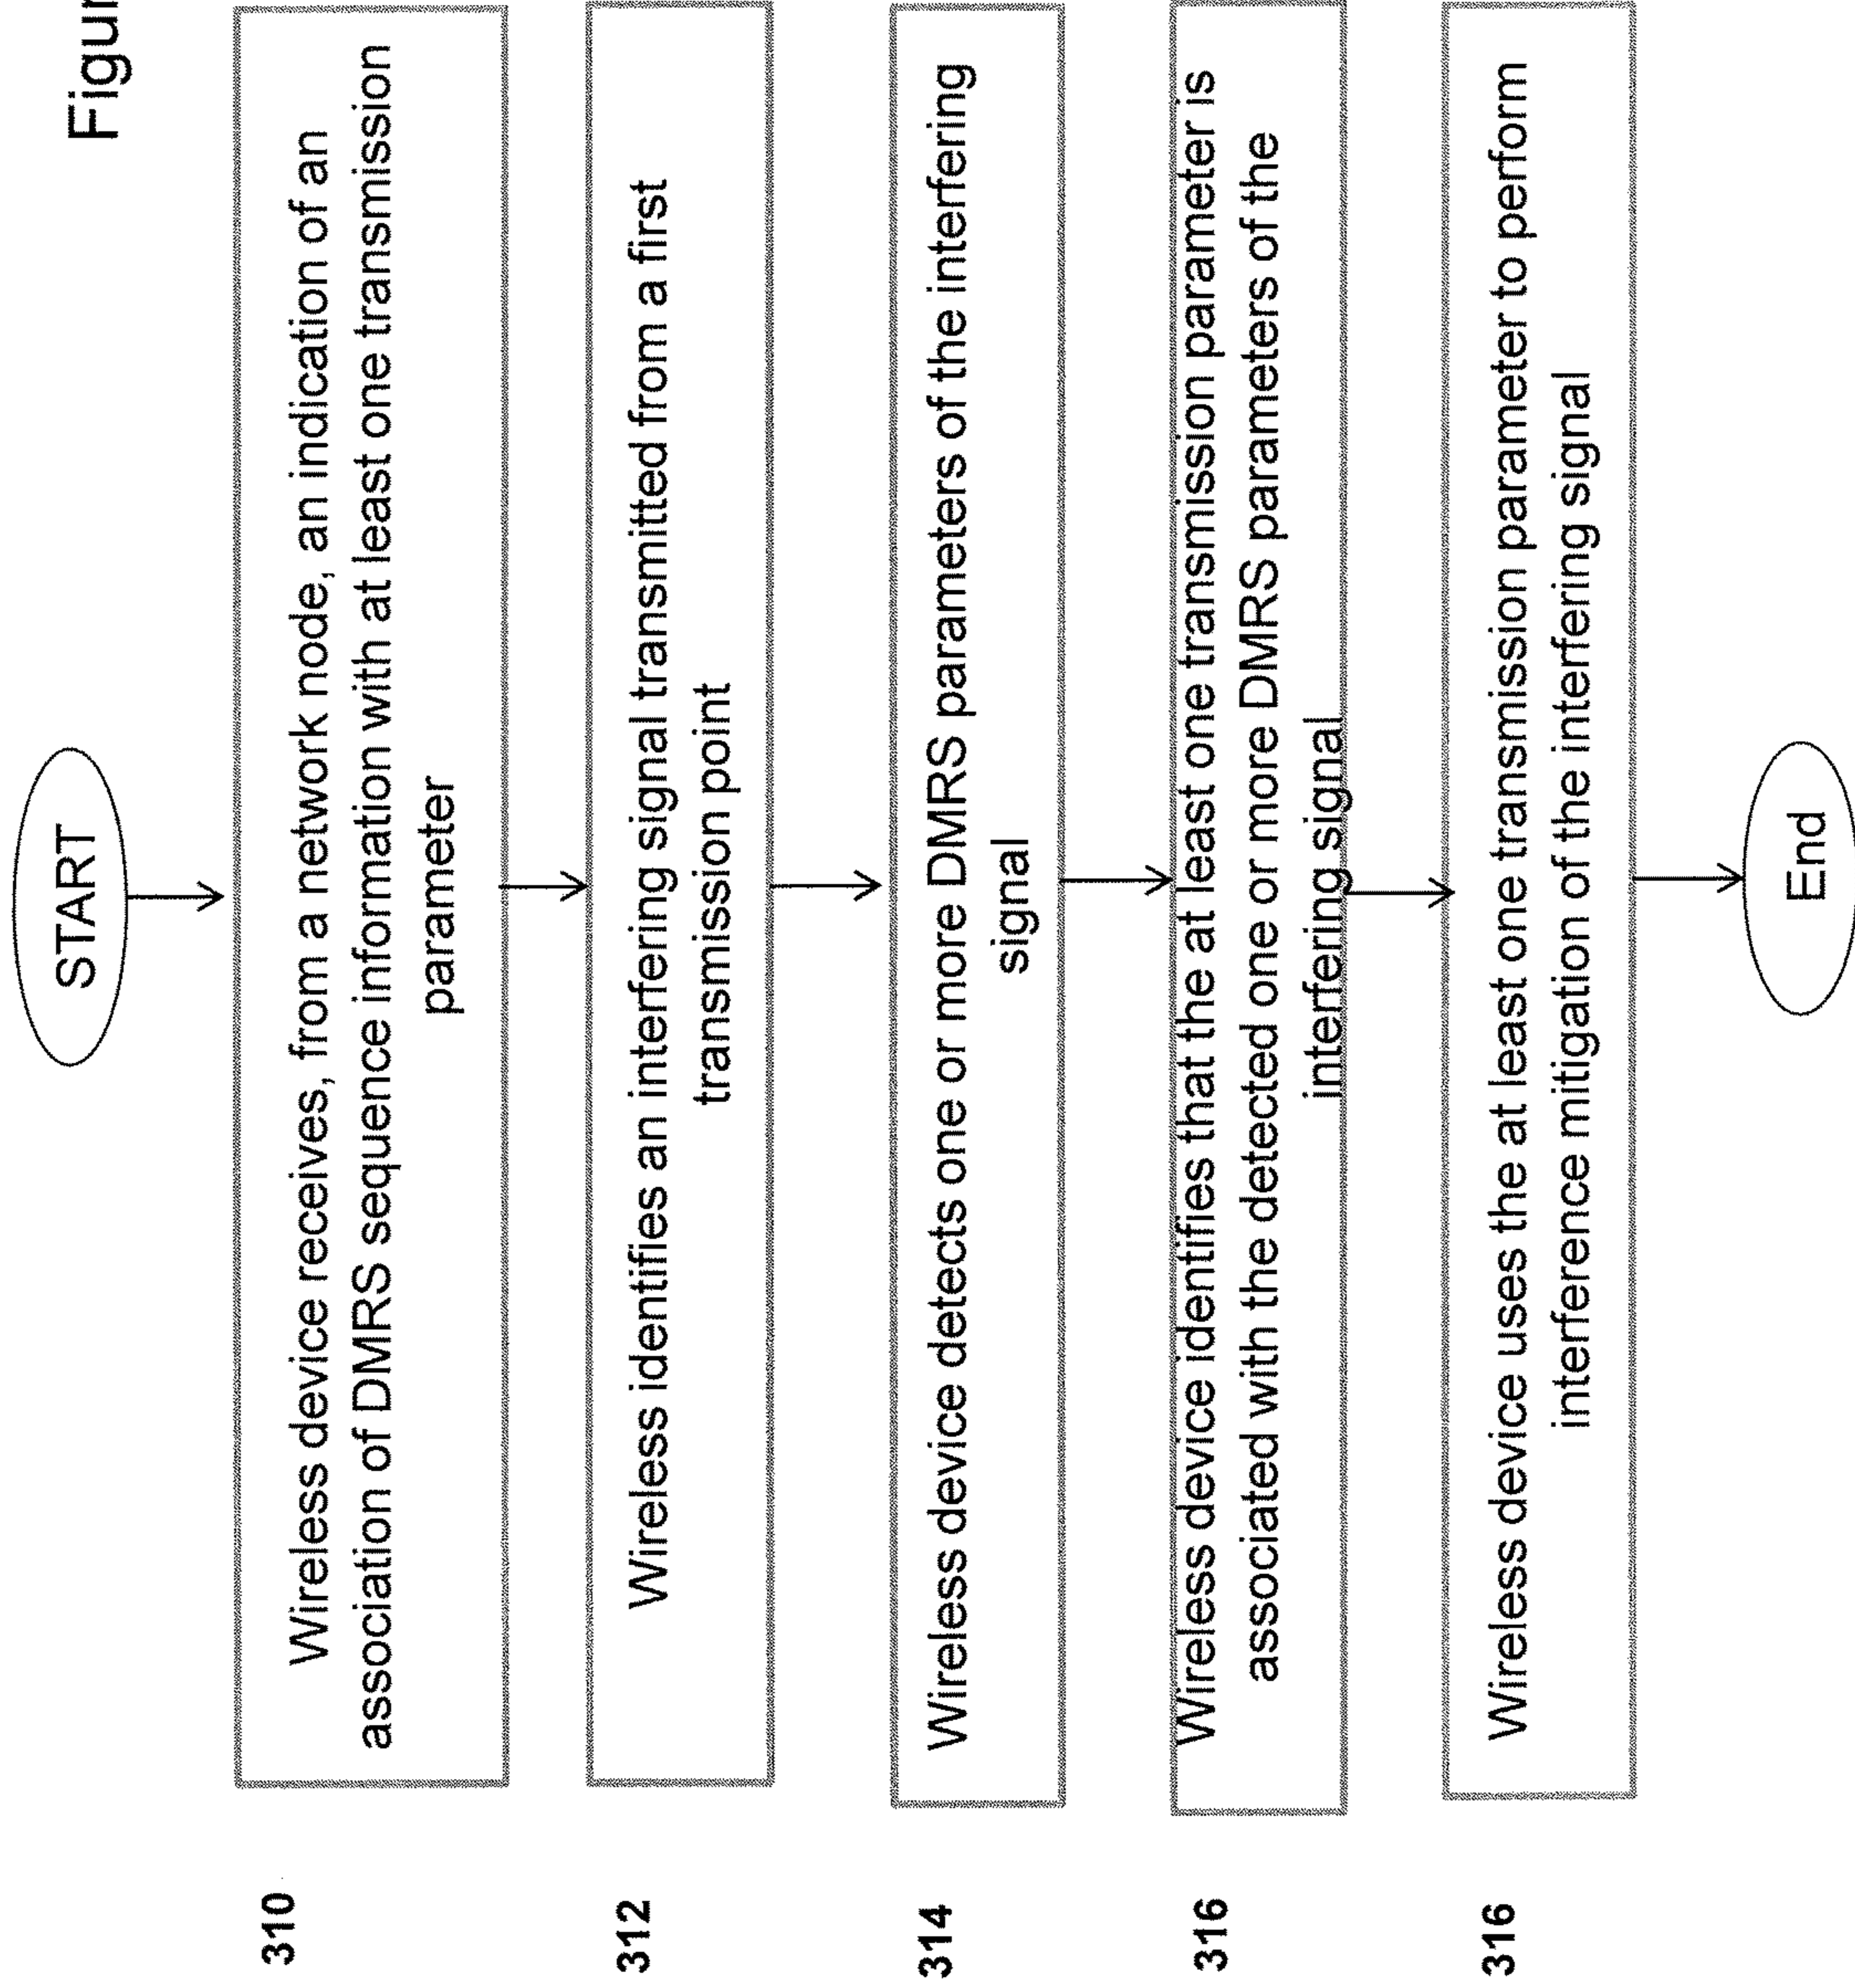 Figur
START
310
Wireless device receives, from a network node, an indication of an
association of DMRS sequence information with at least one transmission
parameter
312
Wireless identifies an interfering signal transmitted from a first
transmission point
314
Wireless device detects one or more DMRS parameters of the interfering
signal
316
Wireless device identifies that the at least one transmission parameter is
associated with the detected one or more DMRS parameters of the
interfering signal
316
Wireless device uses the at least one transmission parameter to perform
interference mitigation of the interfering signal
End